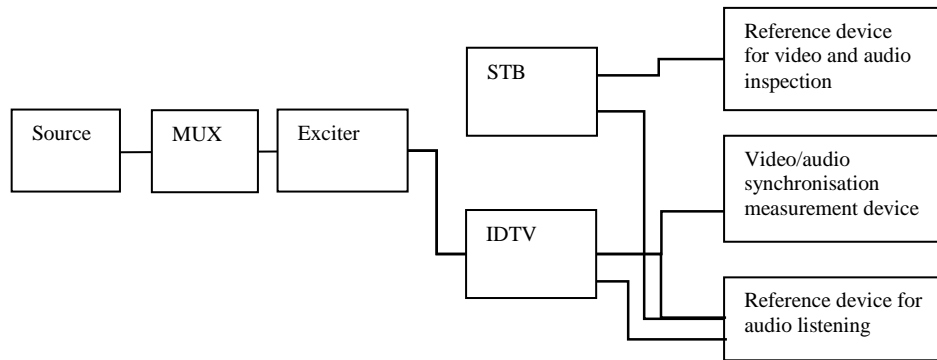 Source
MUX
Exciter
STB
IDTV
Reference device
for video and audio
inspection
Video/audio
synchronisation
measurement device
Reference device for
audio listening